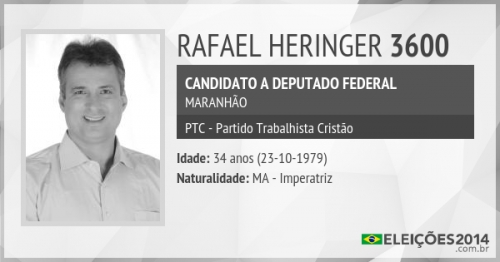 RAFAEL HERINGER 3600
CANDIDATO A DEPUTADO FEDERAL
MARANHÃO
PTC - Partido Trabalhista Cristão
Idade: 34 anos (23-10-1979)
Naturalidade: MA - Imperatriz
ELEIÇÕES2014
.com.br